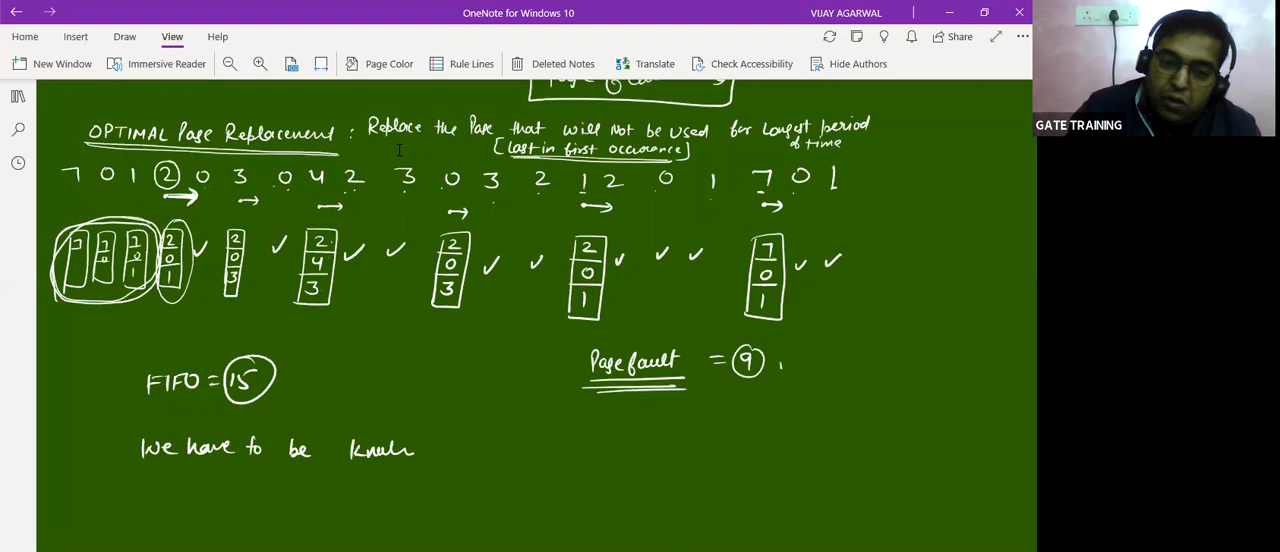 OneNote for Windows 10
VIJAY AGARWAL
Home Insert Draw View Help
Share
New Window Immersive Reader Page Color Rule Lines Deleted Notes Translate Check Accessibility Hide Authors
GATE TRAINING
OPTIMAL Page Replacement : Replace the Page that will not be used for longest period of time
[last in first occurance]
7 0 1 2 0 3 0 4 2 3 0 3 2 1 2 0 1 7 0 1
7 7 7 2 2 2 2 2 7
0 0 0 0 4 0 0 0
1 1 3 3 3 1 1
Page fault = 9
FIFO = 15
We have to be